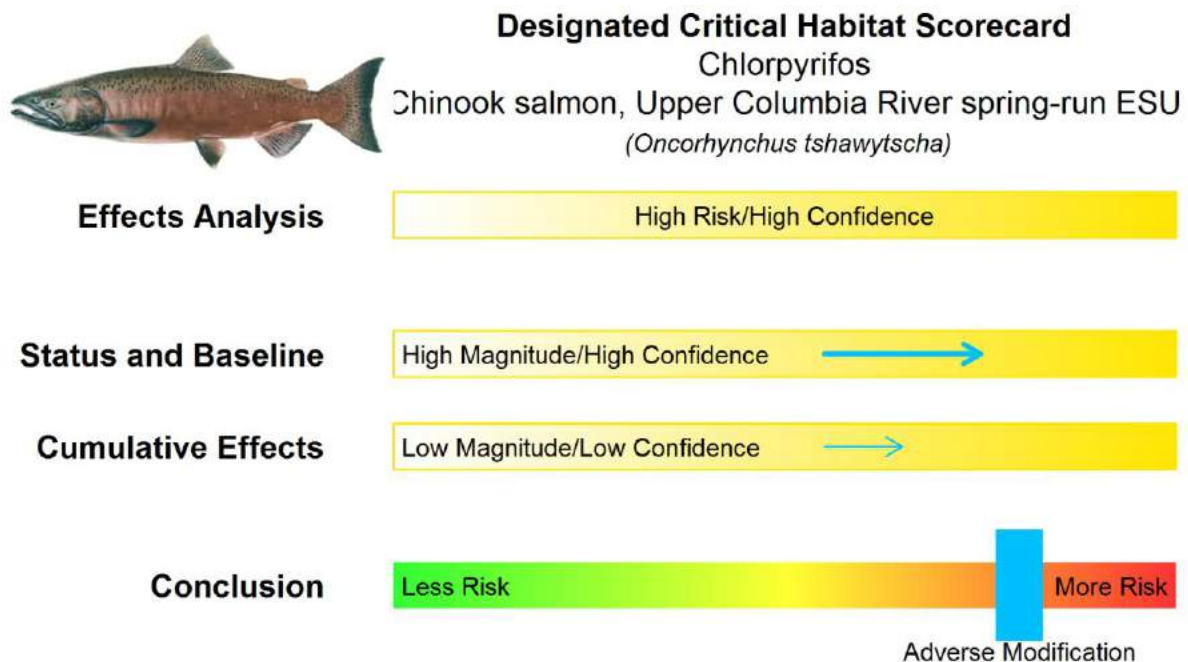 Designated Critical Habitat Scorecard
Chlorpyrifos
Chinook salmon, Upper Columbia River spring-run ESU
(Oncorhynchus tshawytscha)
Effects Analysis
High Risk/High Confidence
Status and Baseline
High Magnitude/High Confidence
Cumulative Effects
Low Magnitude/Low Confidence
Conclusion
Less Risk
More Risk
Adverse Modification